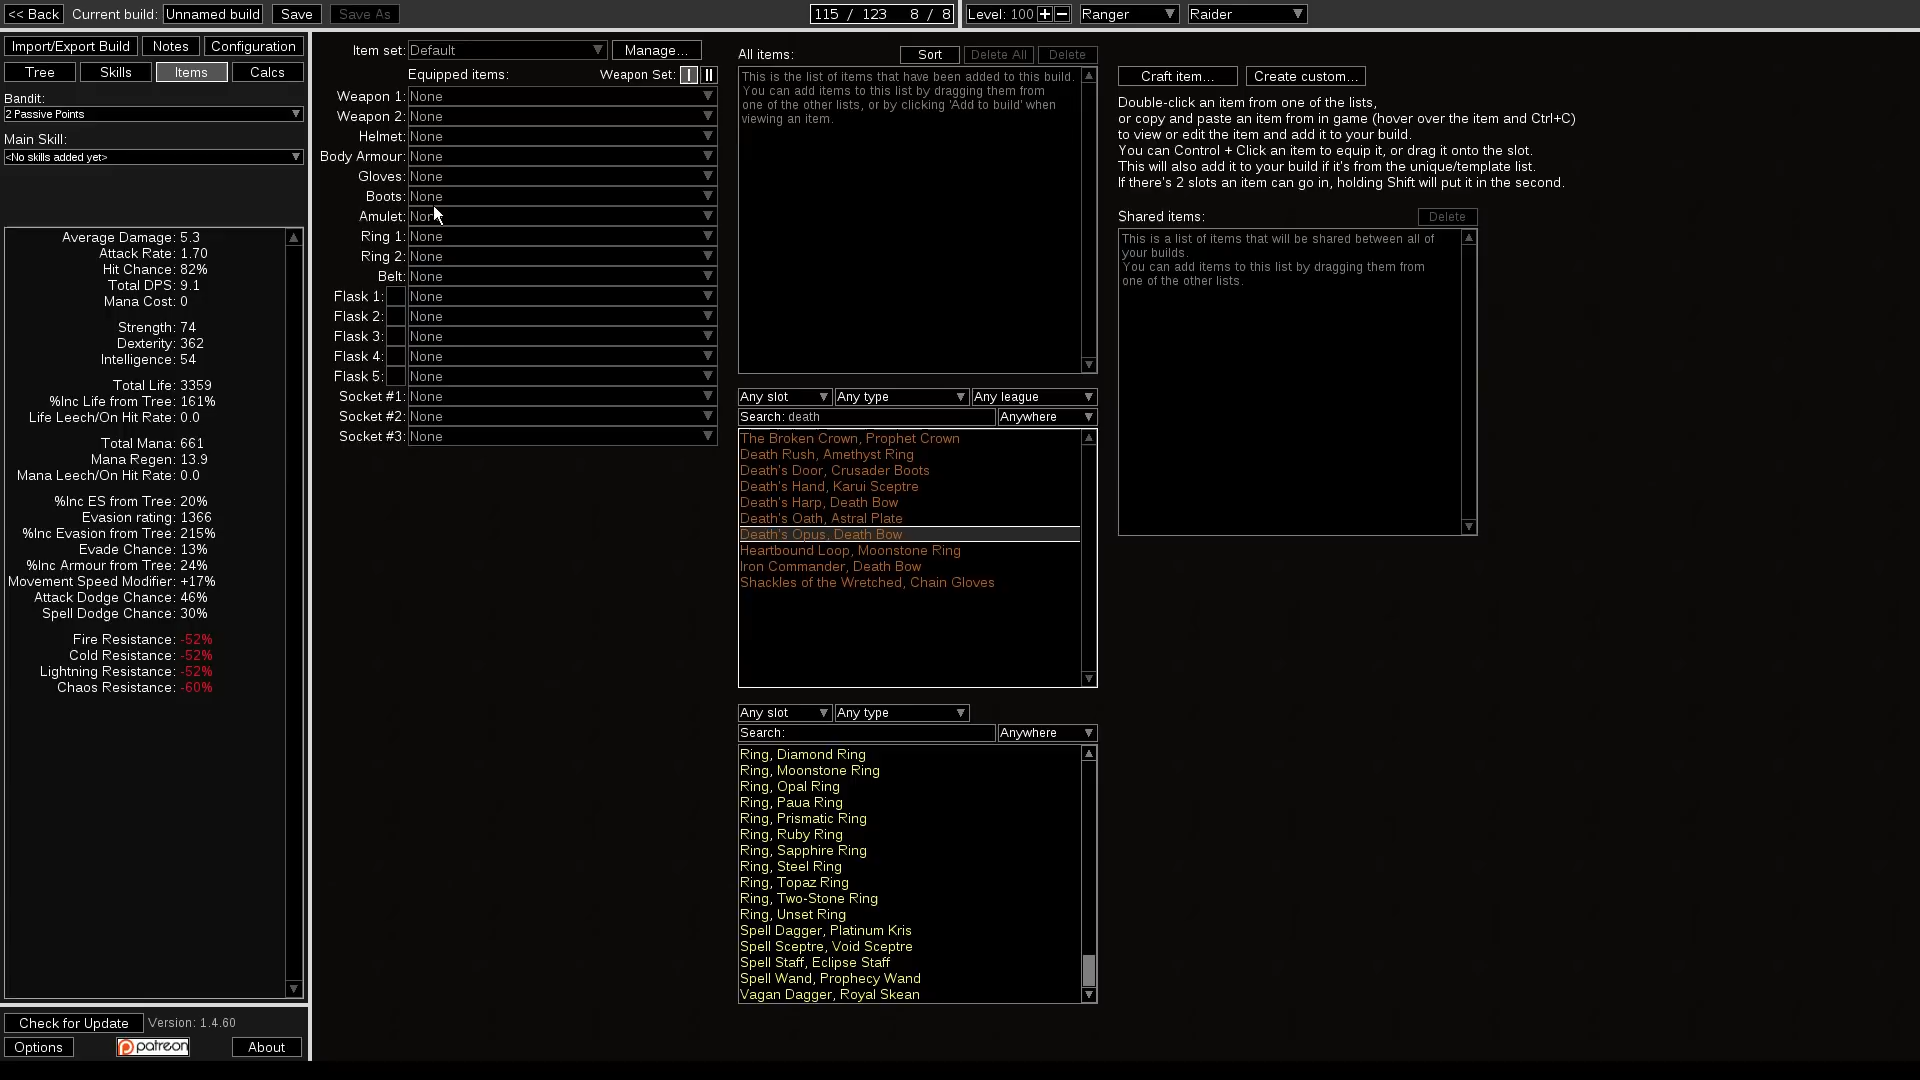 << Back Current build: Unnamed build Save Save As 115 / 123 8 / 8 Level: 100 Ranger Raider
Import/Export Build Notes Configuration
Tree Skills Items Calcs
Bandit:
2 Passive Points
Main Skill:
<No skills added yet>
Average Damage: 5.3
Attack Rate: 1.70
Hit Chance: 82%
Total DPS: 9.1
Mana Cost: 0
Strength: 74
Dexterity: 362
Intelligence: 54
Total Life: 3359
%Inc Life from Tree: 161%
Life Leech/On Hit Rate: 0.0
Total Mana: 661
Mana Regen: 13.9
Mana Leech/On Hit Rate: 0.0
%Inc ES from Tree: 20%
Evasion rating: 1366
%Inc Evasion from Tree: 215%
Evade Chance: 13%
%Inc Armour from Tree: 24%
Movement Speed Modifier: +17%
Attack Dodge Chance: 46%
Spell Dodge Chance: 30%
Fire Resistance: -52%
Cold Resistance: -52%
Lightning Resistance: -52%
Chaos Resistance: -60%
Check for Update Version: 1.4.60
Options patreon About
Item set: Default Manage...
Equipped items: Weapon Set: I II
Weapon 1: None
Weapon 2: None
Helmet: None
Body Armour: None
Gloves: None
Boots: None
Amulet: None
Ring 1: None
Ring 2: None
Belt: None
Flask 1: None
Flask 2: None
Flask 3: None
Flask 4: None
Flask 5: None
Socket #1: None
Socket #2: None
Socket #3: None
All items: Sort Delete All Delete
This is the list of items that have been added to this build.
You can add items to this list by dragging them from
one of the other lists, or by clicking 'Add to build' when
viewing an item.
Any slot Any type Any league
Search: death Anywhere
The Broken Crown, Prophet Crown
Death Rush, Amethyst Ring
Death's Door, Crusader Boots
Death's Hand, Karui Sceptre
Death's Harp, Death Bow
Death's Oath, Astral Plate
Death's Opus, Death Bow
Heartbound Loop, Moonstone Ring
Iron Commander, Death Bow
Shackles of the Wretched, Chain Gloves
Any slot Any type
Search: Anywhere
Ring, Diamond Ring
Ring, Moonstone Ring
Ring, Opal Ring
Ring, Paua Ring
Ring, Prismatic Ring
Ring, Ruby Ring
Ring, Sapphire Ring
Ring, Steel Ring
Ring, Topaz Ring
Ring, Two-Stone Ring
Ring, Unset Ring
Spell Dagger, Platinum Kris
Spell Sceptre, Void Sceptre
Spell Staff, Eclipse Staff
Spell Wand, Prophecy Wand
Vagan Dagger, Royal Skean
Craft item... Create custom...
Double-click an item from one of the lists,
or copy and paste an item from in game (hover over the item and Ctrl+C)
to view or edit the item and add it to your build.
You can Control + Click an item to equip it, or drag it onto the slot.
This will also add it to your build if it's from the unique/template list.
If there's 2 slots an item can go in, holding Shift will put it in the second.
Shared items: Delete
This is a list of items that will be shared between all of
your builds.
You can add items to this list by dragging them from
one of the other lists.